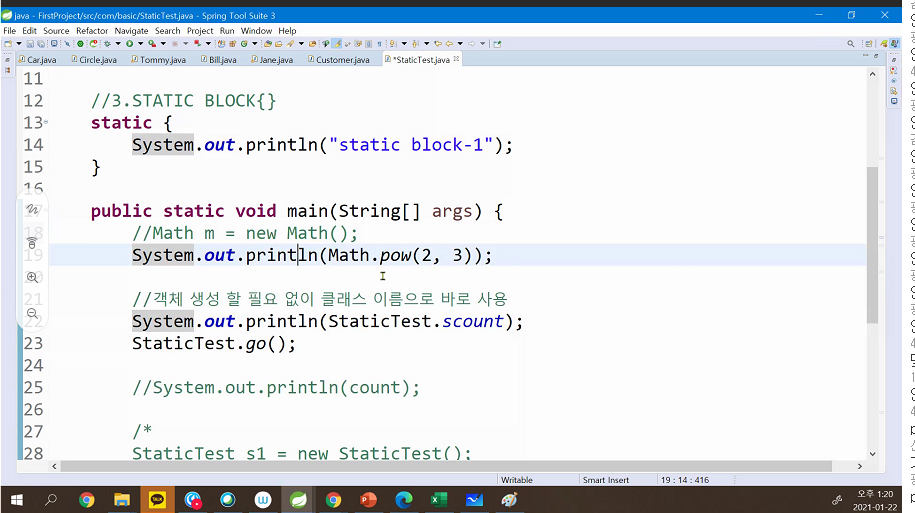 java - FirstProject/src/com/basic/StaticTest.java - Spring Tool Suite 3
File Edit Source Refactor Navigate Search Project Run Window Help
Car.java Circle.java Tommy.java Bill.java Jane.java Customer.java *StaticTest.java
11
12 //3.STATIC BLOCK{}
13 static {
14 System.out.println("static block-1");
15 }
16
public static void main(String[] args) {
18 //Math m = new Math();
19 System.out.println(Math.pow(2, 3));
20
21 //객체 생성 할 필요 없이 클래스 이름으로 바로 사용
22 System.out.println(StaticTest.scount);
23 StaticTest.go();
24
25 //System.out.println(count);
26
27 /*
28 StaticTest s1 = new StaticTest();
Writable Smart Insert 19 : 14 : 416
TALK
오후 1:20
2021-01-22